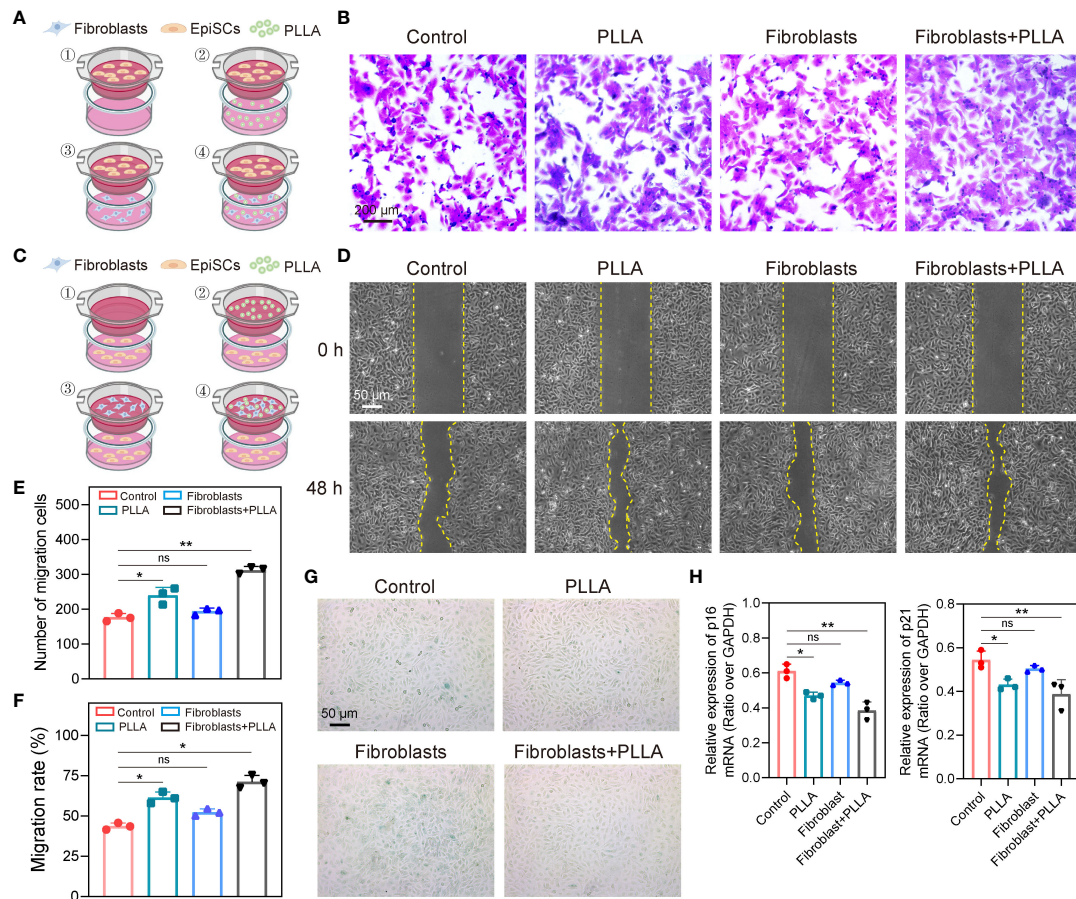 A
Fibroblasts EpiSCs PLLA
① ②
③ ④
B
Control PLLA Fibroblasts Fibroblasts+PLLA
200 μm
C
Fibroblasts EpiSCs PLLA
① ②
③ ④
D
Control PLLA Fibroblasts Fibroblasts+PLLA
0 h
50 μm
48 h
E
Number of migration cells
500
400
300
200
100
0
Control Fibroblasts
PLLA Fibroblasts+PLLA
**
ns
*
F
Migration rate (%)
100
75
50
25
0
Control Fibroblasts
PLLA Fibroblasts+PLLA
*
ns
*
G
Control PLLA
50 μm
Fibroblasts Fibroblasts+PLLA
H
Relative expression of p16
mRNA (Ratio over GAPDH)
1.0
0.8
0.6
0.4
0.2
0.0
**
ns
*
Control
PLLA
Fibroblast
Fibroblast+PLLA
Relative expression of p21
mRNA (Ratio over GAPDH)
0.8
0.6
0.4
0.2
0.0
**
ns
*
Control
PLLA
Fibroblast
Fibroblast+PLLA